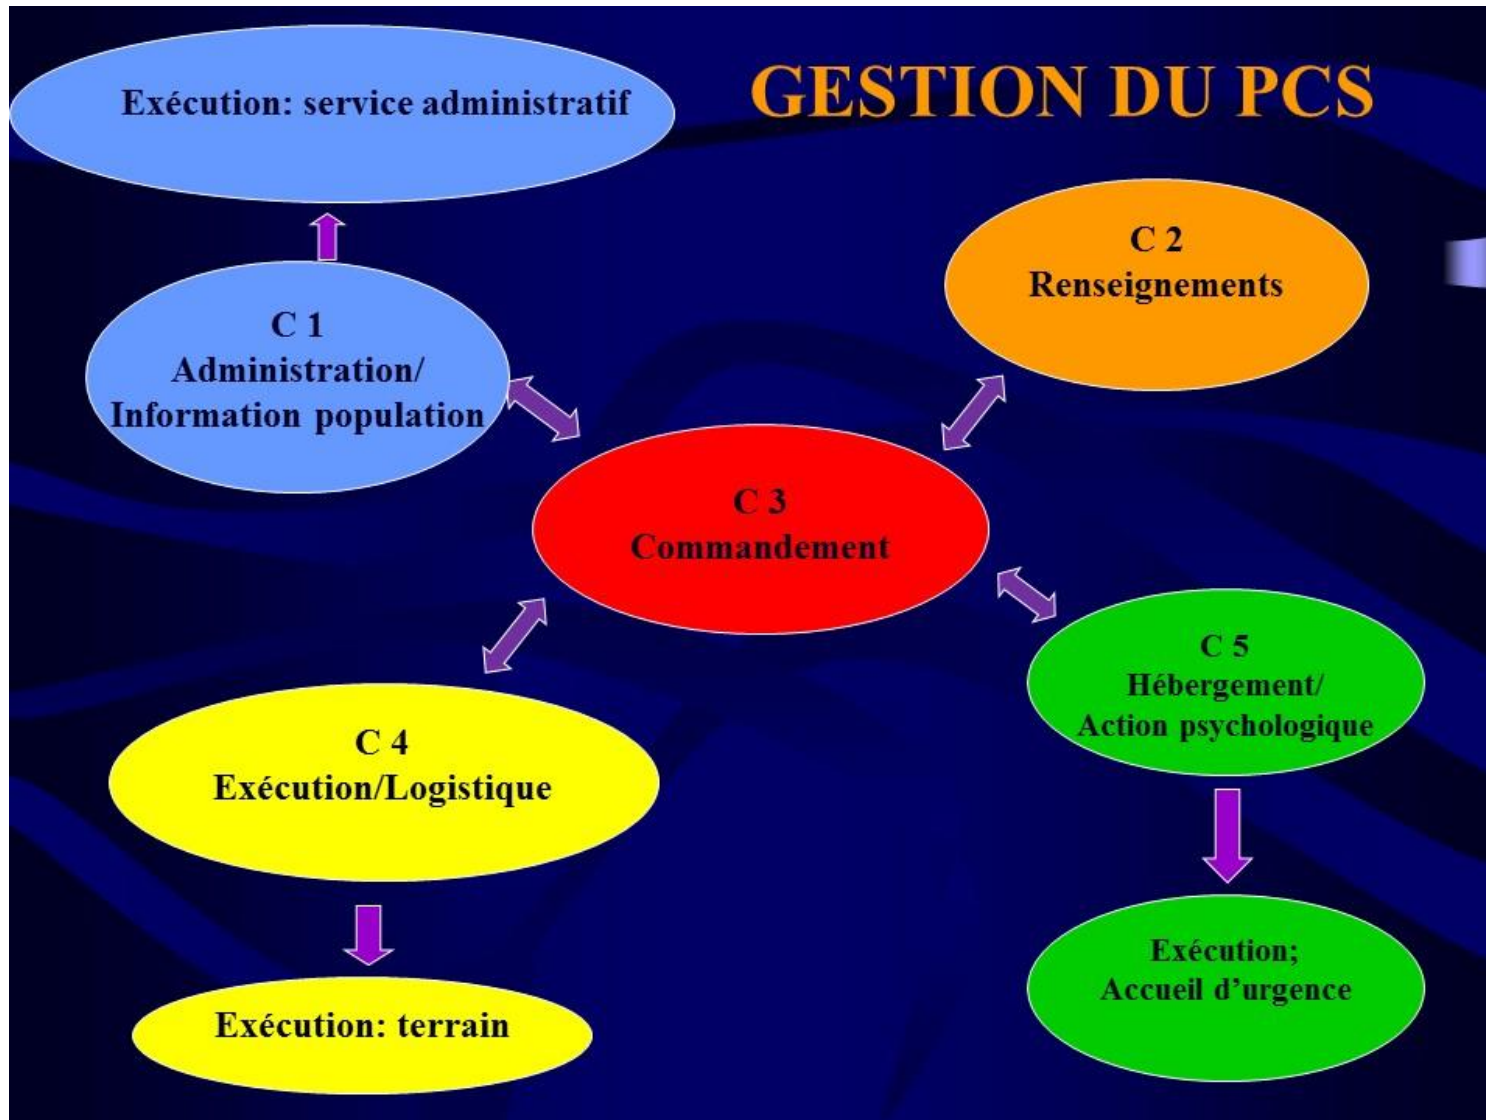 GESTION DU PCS
Exécution: service administratif
C 1
Administration/
Information population
C 2
Renseignements
C 3
Commandement
C 4
Exécution/Logistique
Exécution: terrain
C 5
Hébergement/
Action psychologique
Exécution;
Accueil d’urgence